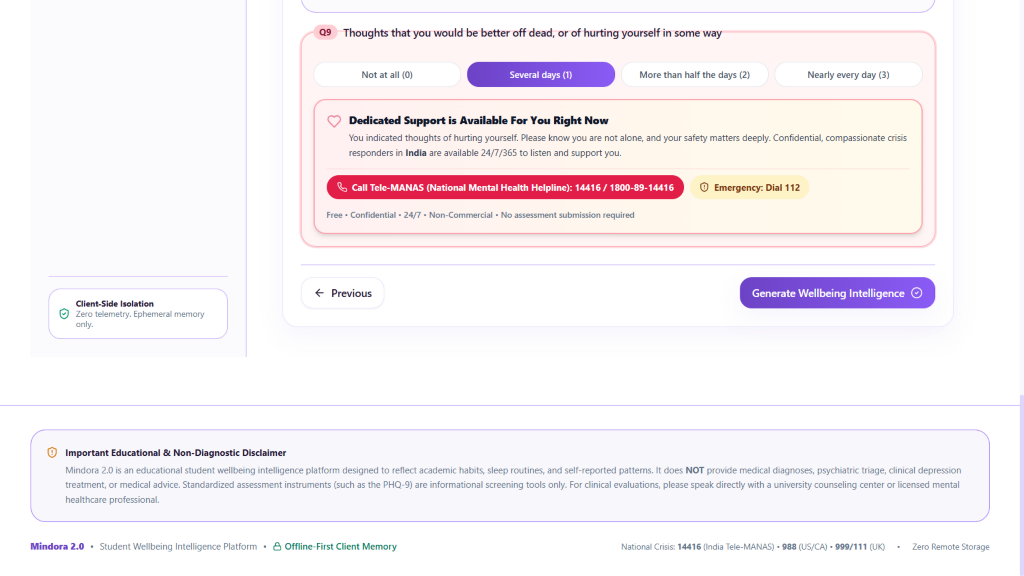 Q9 Thoughts that you would be better off dead, or of hurting yourself in some way
Not at all (0)
Several days (1)
More than half the days (2)
Nearly every day (3)
Dedicated Support is Available For You Right Now
You indicated thoughts of hurting yourself. Please know you are not alone, and your safety matters deeply. Confidential, compassionate crisis
responders in India are available 24/7/365 to listen and support you.
Call Tele-MANAS (National Mental Health Helpline): 14416 / 1800-89-14416
Emergency: Dial 112
Free • Confidential • 24/7 • Non-Commercial • No assessment submission required
Client-Side Isolation
Zero telemetry. Ephemeral memory
only.
← Previous
Generate Wellbeing Intelligence
Important Educational & Non-Diagnostic Disclaimer
Mindora 2.0 is an educational student wellbeing intelligence platform designed to reflect academic habits, sleep routines, and self-reported patterns. It does NOT provide medical diagnoses, psychiatric triage, clinical depression
treatment, or medical advice. Standardized assessment instruments (such as the PHQ-9) are informational screening tools only. For clinical evaluations, please speak directly with a university counseling center or licensed mental
healthcare professional.
Mindora 2.0 • Student Wellbeing Intelligence Platform • Offline-First Client Memory
National Crisis: 14416 (India Tele-MANAS) • 988 (US/CA) • 999/111 (UK) • Zero Remote Storage